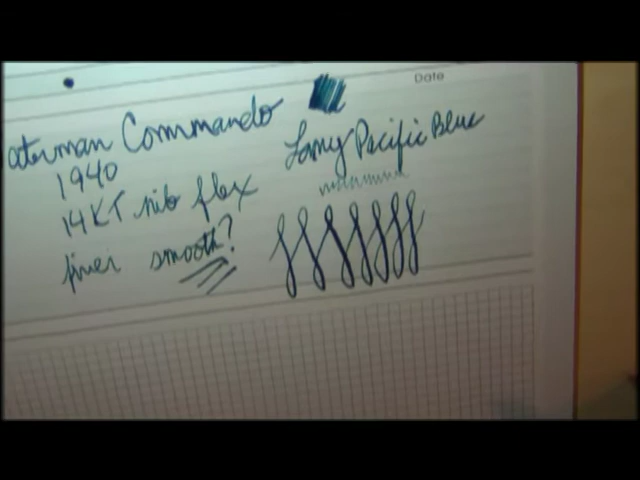 Date
aterman Commando
1940
14KT nib flex
finer smooth?
Lamy Pacific Blue